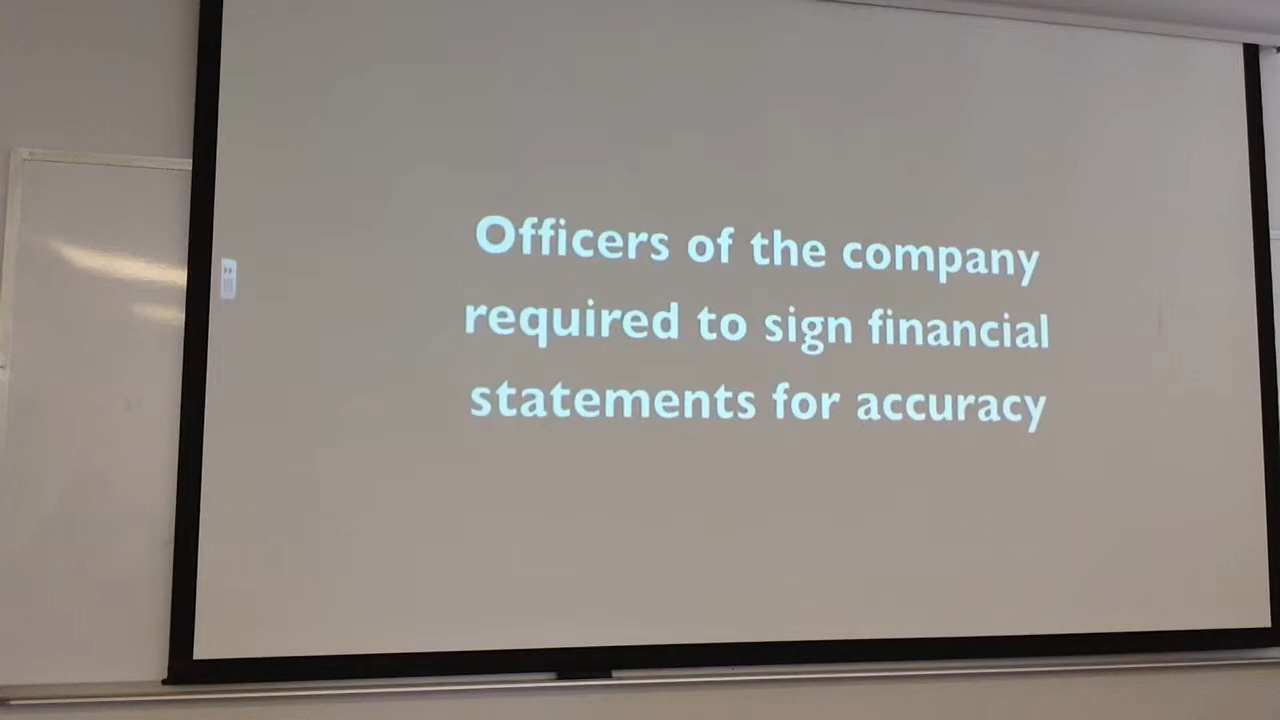 Officers of the company
required to sign financial
statements for accuracy